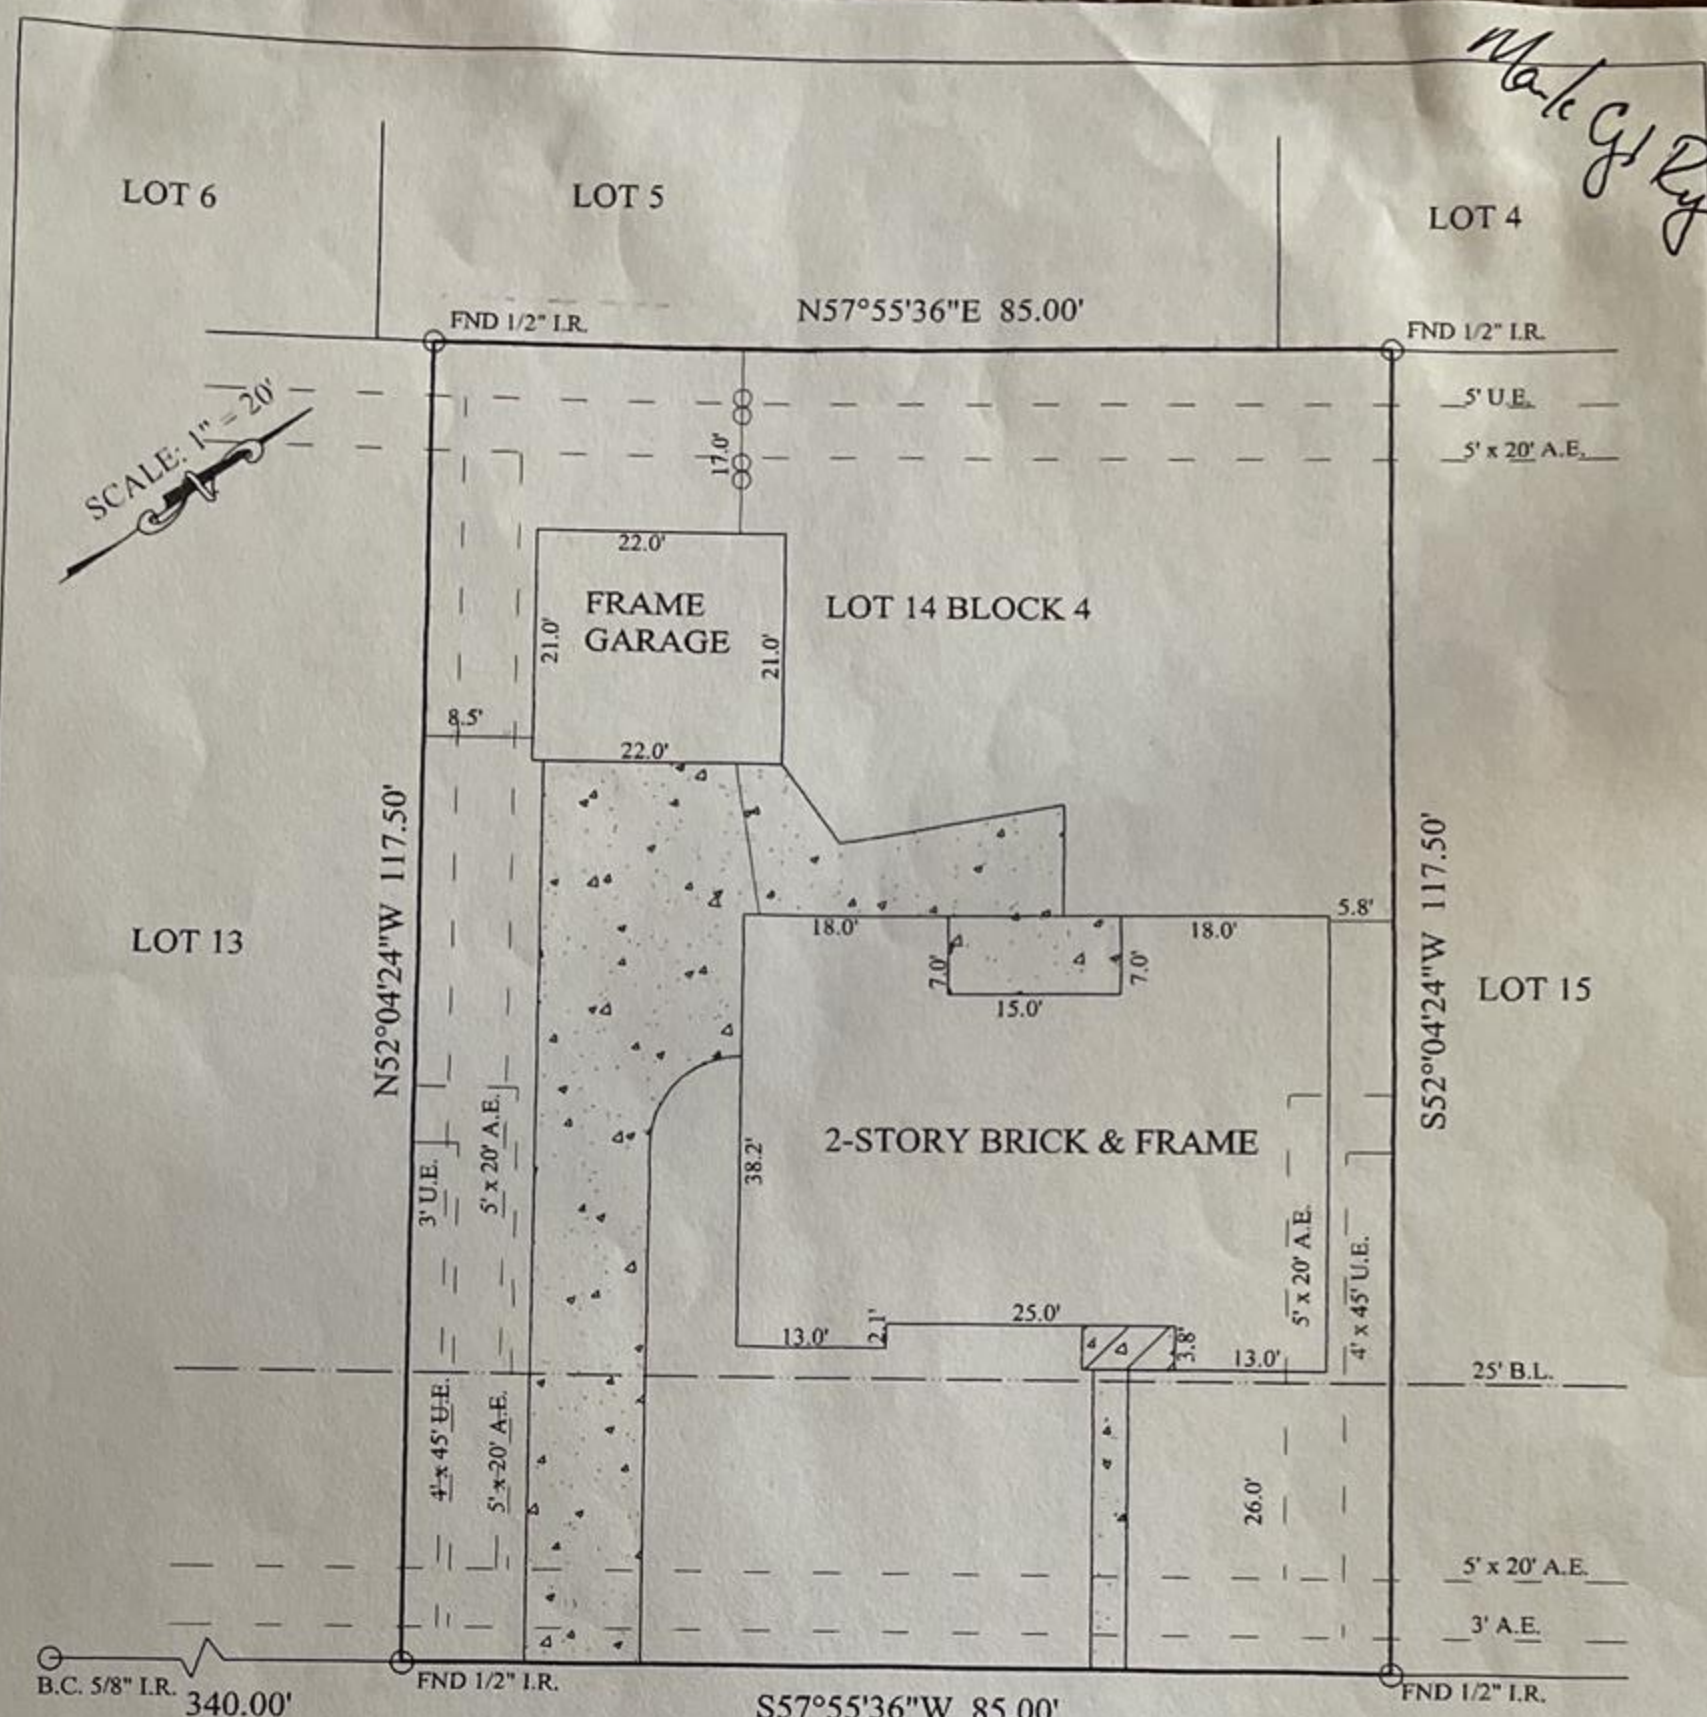 LOT 6
LOT 5
LOT 4
FND 1/2" I.R.
N57°55'36"E 85.00'
FND 1/2" I.R.
SCALE: 1" = 20'
5' U.E.
5' x 20' A.E.
17.0'
22.0'
FRAME
GARAGE
21.0'
21.0'
LOT 14 BLOCK 4
8.5'
22.0'
N52°04'24"W 117.50'
S52°'04'24"W 117.50'
LOT 13
18.0'
18.0'
5.8'
7.0'
7.0'
15.0'
LOT 15
3' U.E.
5' x 20' A.E.
38.2'
2-STORY BRICK & FRAME
5' x 20' A.E.
4' x 45' U.E.
13.0'
2.1'
25.0'
3.8'
13.0'
25' B.L.
4' x 45' U.E.
5' x 20' A.E.
26.0'
5' x 20' A.E.
3' A.E.
B.C. 5/8" I.R.
340.00'
FND 1/2" I.R.
S57°55'36"W 85.00'
FND 1/2" I.R.